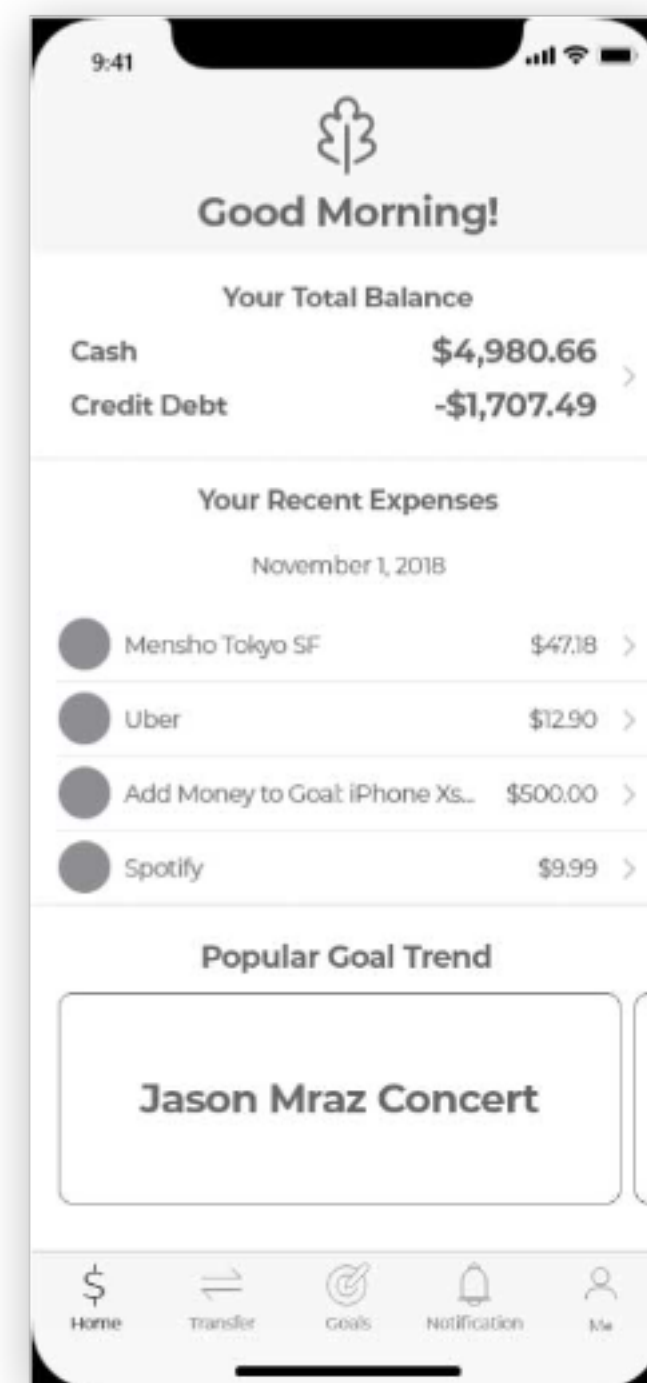 9:41
Good Morning!
Your Total Balance
Cash $4,980.66
Credit Debt -$1,707.49
Your Recent Expenses
November 1, 2018
Mensho Tokyo SF $47.18
Uber $12.90
Add Money to Goal: iPhone Xs... $500.00
Spotify $9.99
Popular Goal Trend
Jason Mraz Concert
Home Transfer Goals Notification Me